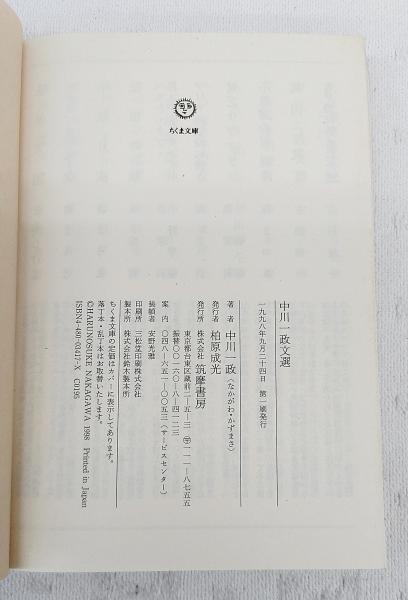 ちくま文庫
中川一政文選
一九九八年九月二十四日　第一刷発行
著　者　中川一政(なかがわ・かずまさ)
発行者　柏原成光
発行所　株式会社　筑摩書房
東京都台東区蔵前二—五—三　〒一一一—八七五五
振替〇〇一六〇—八—四一二三
案　内　〇四八—六五一—〇〇五三(サービスセンター)
装幀者　安野光雅
印刷所　三松堂印刷株式会社
製本所　株式会社鈴木製本所
ちくま文庫の定価はカバーに表示してあります。
落丁本・乱丁本はお取替いたします。
©HARUNOSUKE NAKAGAWA 1998 Printed in Japan
ISBN4-480-03417-X C0195